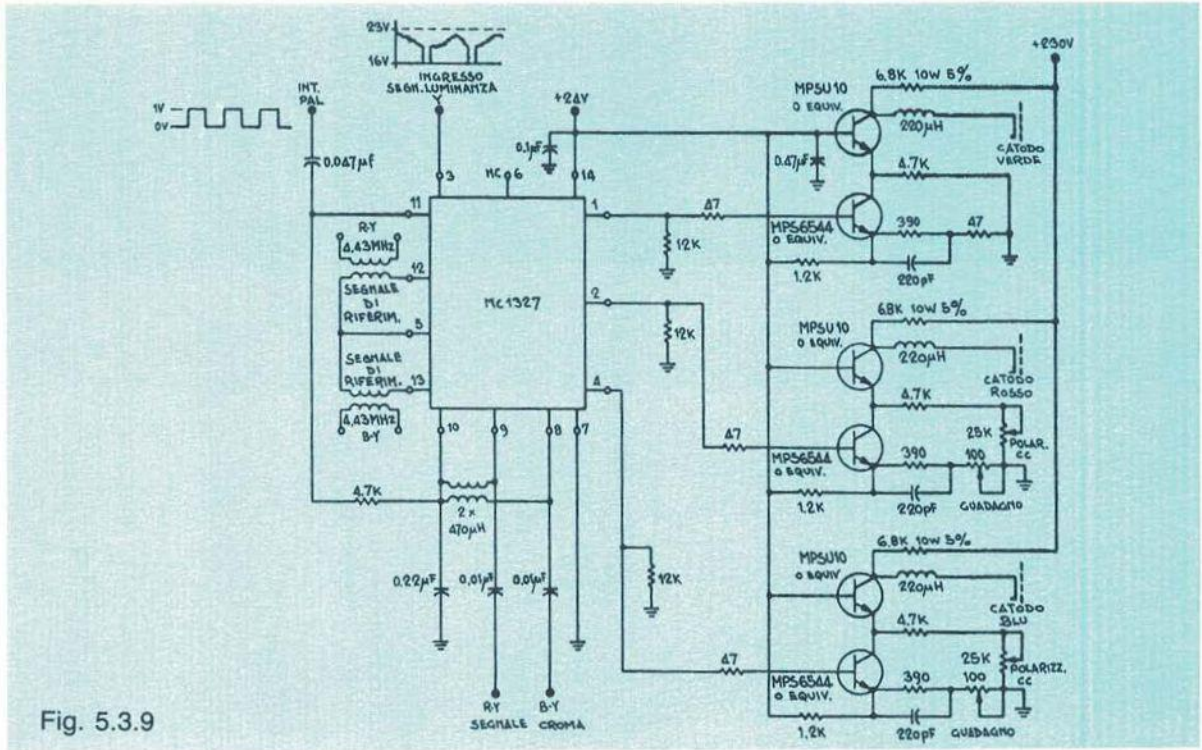 23V
16V
INGRESSO
SEGN. LUMINANZA
Y
1V
0V
INT.
PAL
0.047µF
+24V
0.1µF
3
NC
6
14
11
R-Y
4,43MHz
12
SEGNALE
DI
RIFERIM.
5
SEGNALE
DI
RIFERIM.
13
4,43MHz
B-Y
MC1327
1
2
4
10
9
8
7
4.7K
2 x
470µH
0.22µF
0,01µF
0,01µF
R-Y
SEGNALE
B-Y
CROMA
47
12K
12K
47
12K
47
+230V
MPSU10
O EQUIV.
6.8K 10W 5%
220µH
CATODO
VERDE
0.47µF
4.7K
MPS6544
O EQUIV.
390
47
1.2K
220pF
MPSU10
O EQUIV.
6.8K 10W 5%
220µH
CATODO
ROSSO
4.7K
25K
POLAR.
CC
MPS6544
O EQUIV.
390
100
1.2K
220pF
GUADAGNO
MPSU10
O EQUIV
6.8K 10W 5%
220µH
CATODO
BLU
4.7K
25K
POLARIZZ.
CC
MPS6544
O EQUIV.
390
100
1.2K
220pF
GUADAGNO
Fig. 5.3.9